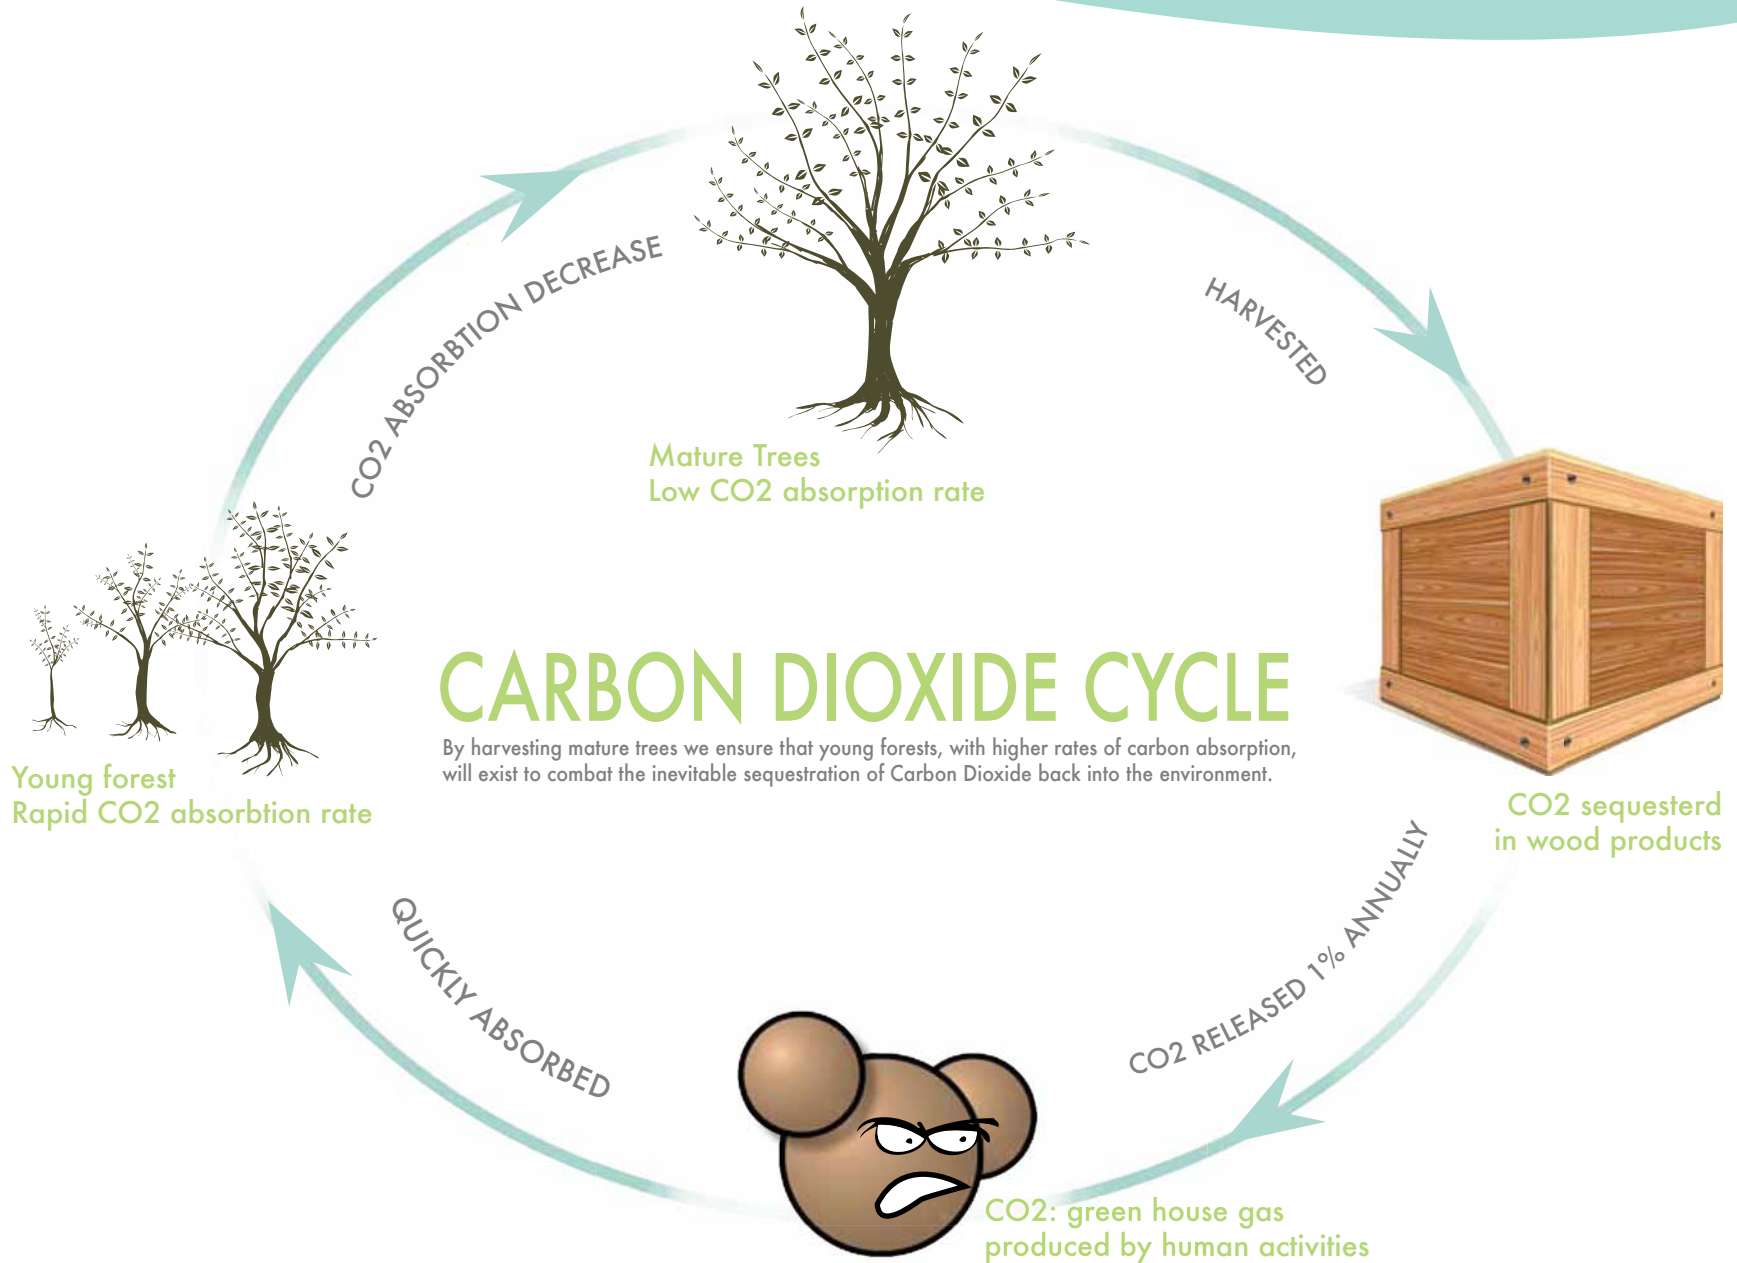 CO2 ABSORBTION DECREASE
HARVESTED
Mature Trees
Low CO2 absorption rate
CARBON DIOXIDE CYCLE
By harvesting mature trees we ensure that young forests, with higher rates of carbon absorption,
will exist to combat the inevitable sequestration of Carbon Dioxide back into the environment.
Young forest
Rapid CO2 absorbtion rate
CO2 sequesterd
in wood products
QUICKLY ABSORBED
CO2 RELEASED 1% ANNUALLY
CO2: green house gas
produced by human activities